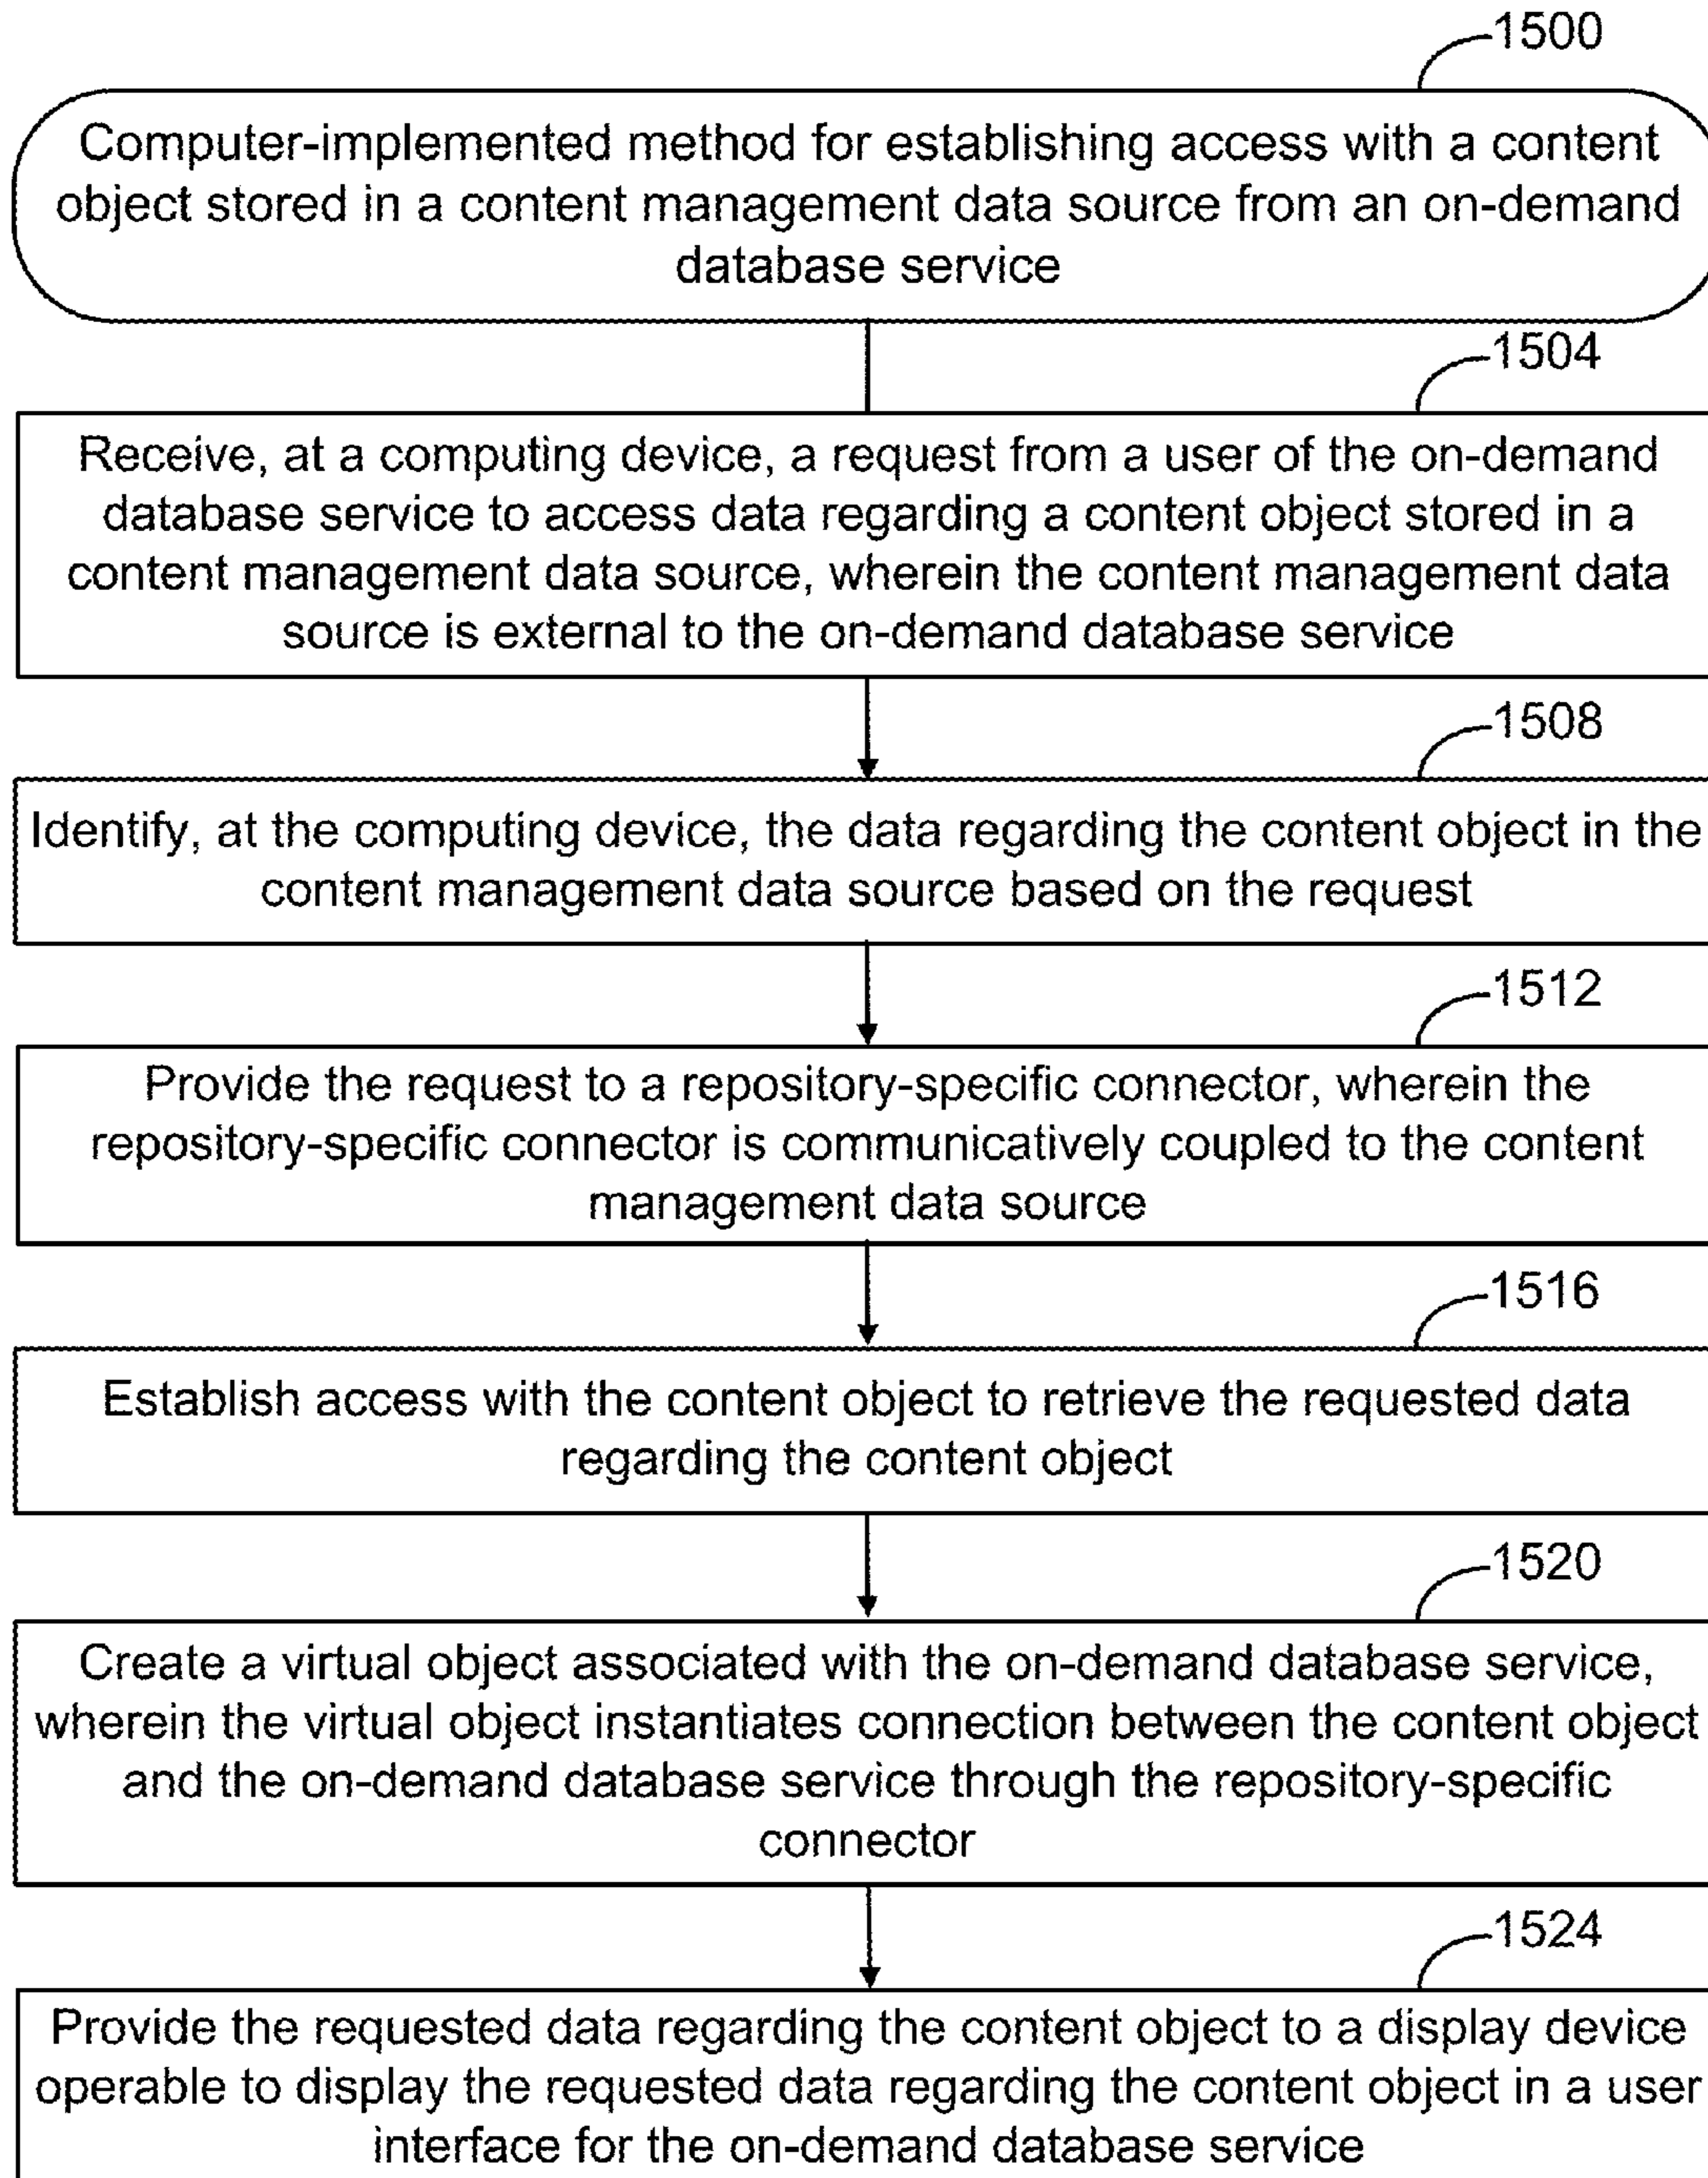 1500
Computer-implemented method for establishing access with a content
object stored in a content management data source from an on-demand
database service
1504
Receive, at a computing device, a request from a user of the on-demand
database service to access data regarding a content object stored in a
content management data source, wherein the content management data
source is external to the on-demand database service
1508
Identify, at the computing device, the data regarding the content object in the
content management data source based on the request
1512
Provide the request to a repository-specific connector, wherein the
repository-specific connector is communicatively coupled to the content
management data source
1516
Establish access with the content object to retrieve the requested data
regarding the content object
1520
Create a virtual object associated with the on-demand database service,
wherein the virtual object instantiates connection between the content object
and the on-demand database service through the repository-specific
connector
1524
Provide the requested data regarding the content object to a display device
operable to display the requested data regarding the content object in a user
interface for the on-demand database service